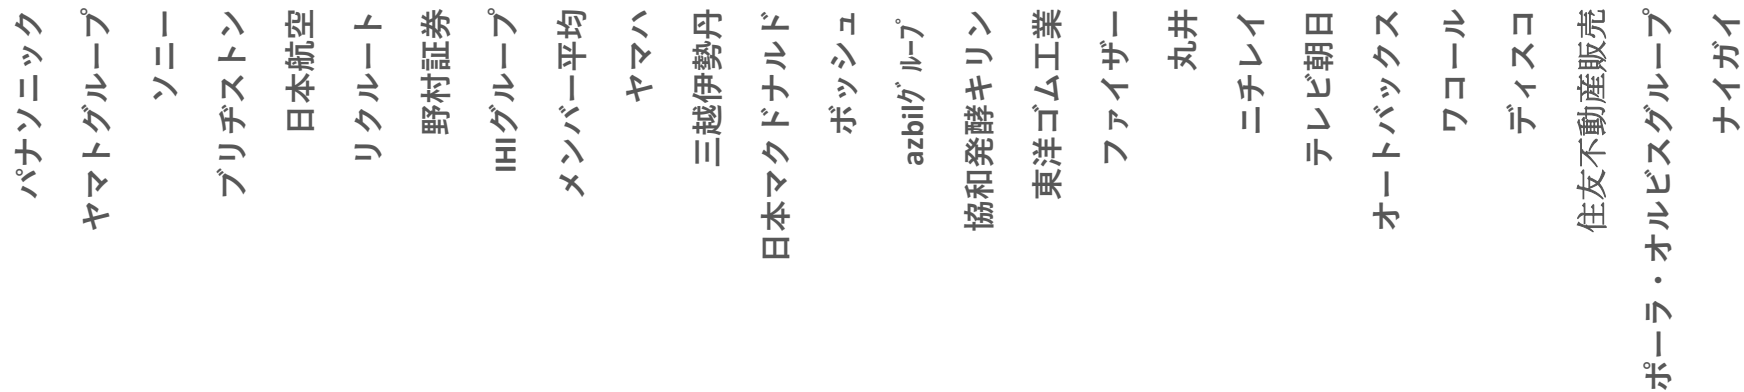 パナソニック
ヤマトグループ
ソニー
ブリヂストン
日本航空
リクルート
野村証券
IHIグループ
メンバー平均
ヤマハ
三越伊勢丹
日本マクドナルド
ボッシュ
azbilｸﾞﾙｰﾌﾟ
協和発酵キリン
東洋ゴム工業
ファイザー
丸井
ニチレイ
テレビ朝日
オートバックス
ワコール
ディスコ
住友不動産販売
ポーラ・オルビスグループ
ナイガイ